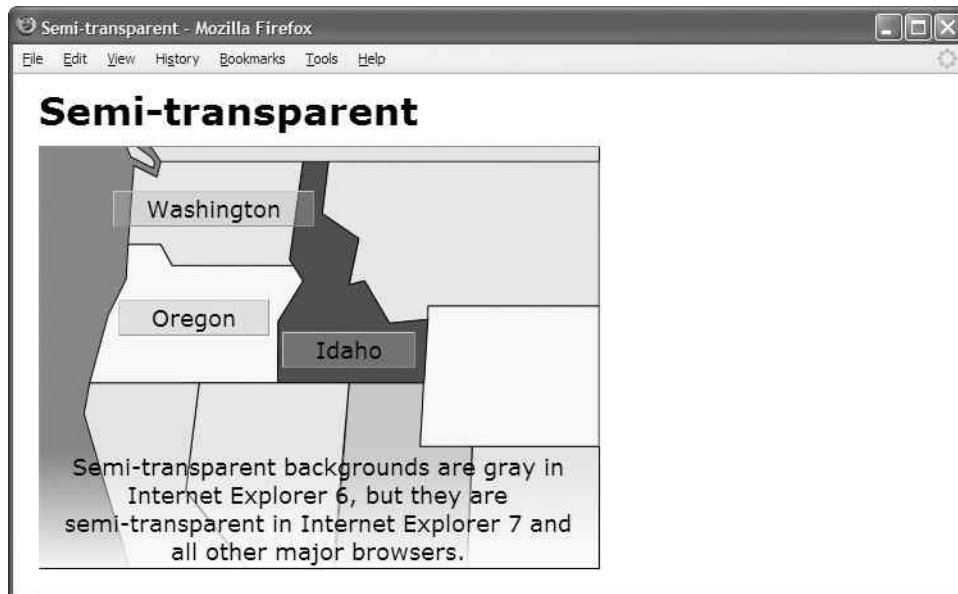 Semi-transparent - Mozilla Firefox
File Edit View History Bookmarks Tools Help
Semi-transparent
Washington
Oregon
Idaho
Semi-transparent backgrounds are gray in
Internet Explorer 6, but they are
semi-transparent in Internet Explorer 7 and
all other major browsers.